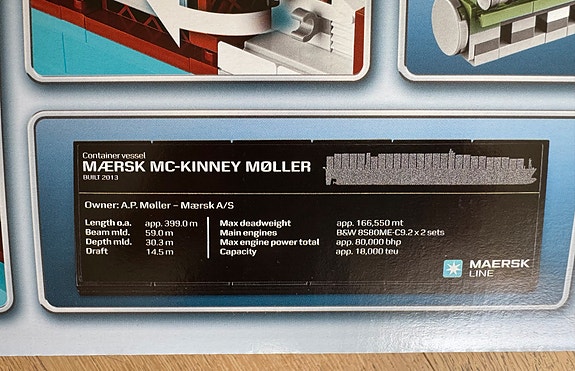 Container vessel
MÆRSK MC-KINNEY MØLLER
BUILT 2013
Owner: A.P. Møller – Mærsk A/S
Length o.a. app. 399.0 m
Beam mld. 59.0 m
Depth mld. 30.3 m
Draft 14.5 m
Max deadweight app. 166,550 mt
Main engines B&W 8S80ME-C9.2 x 2 sets
Max engine power total app. 80,000 bhp
Capacity app. 18,000 teu
MAERSK
LINE